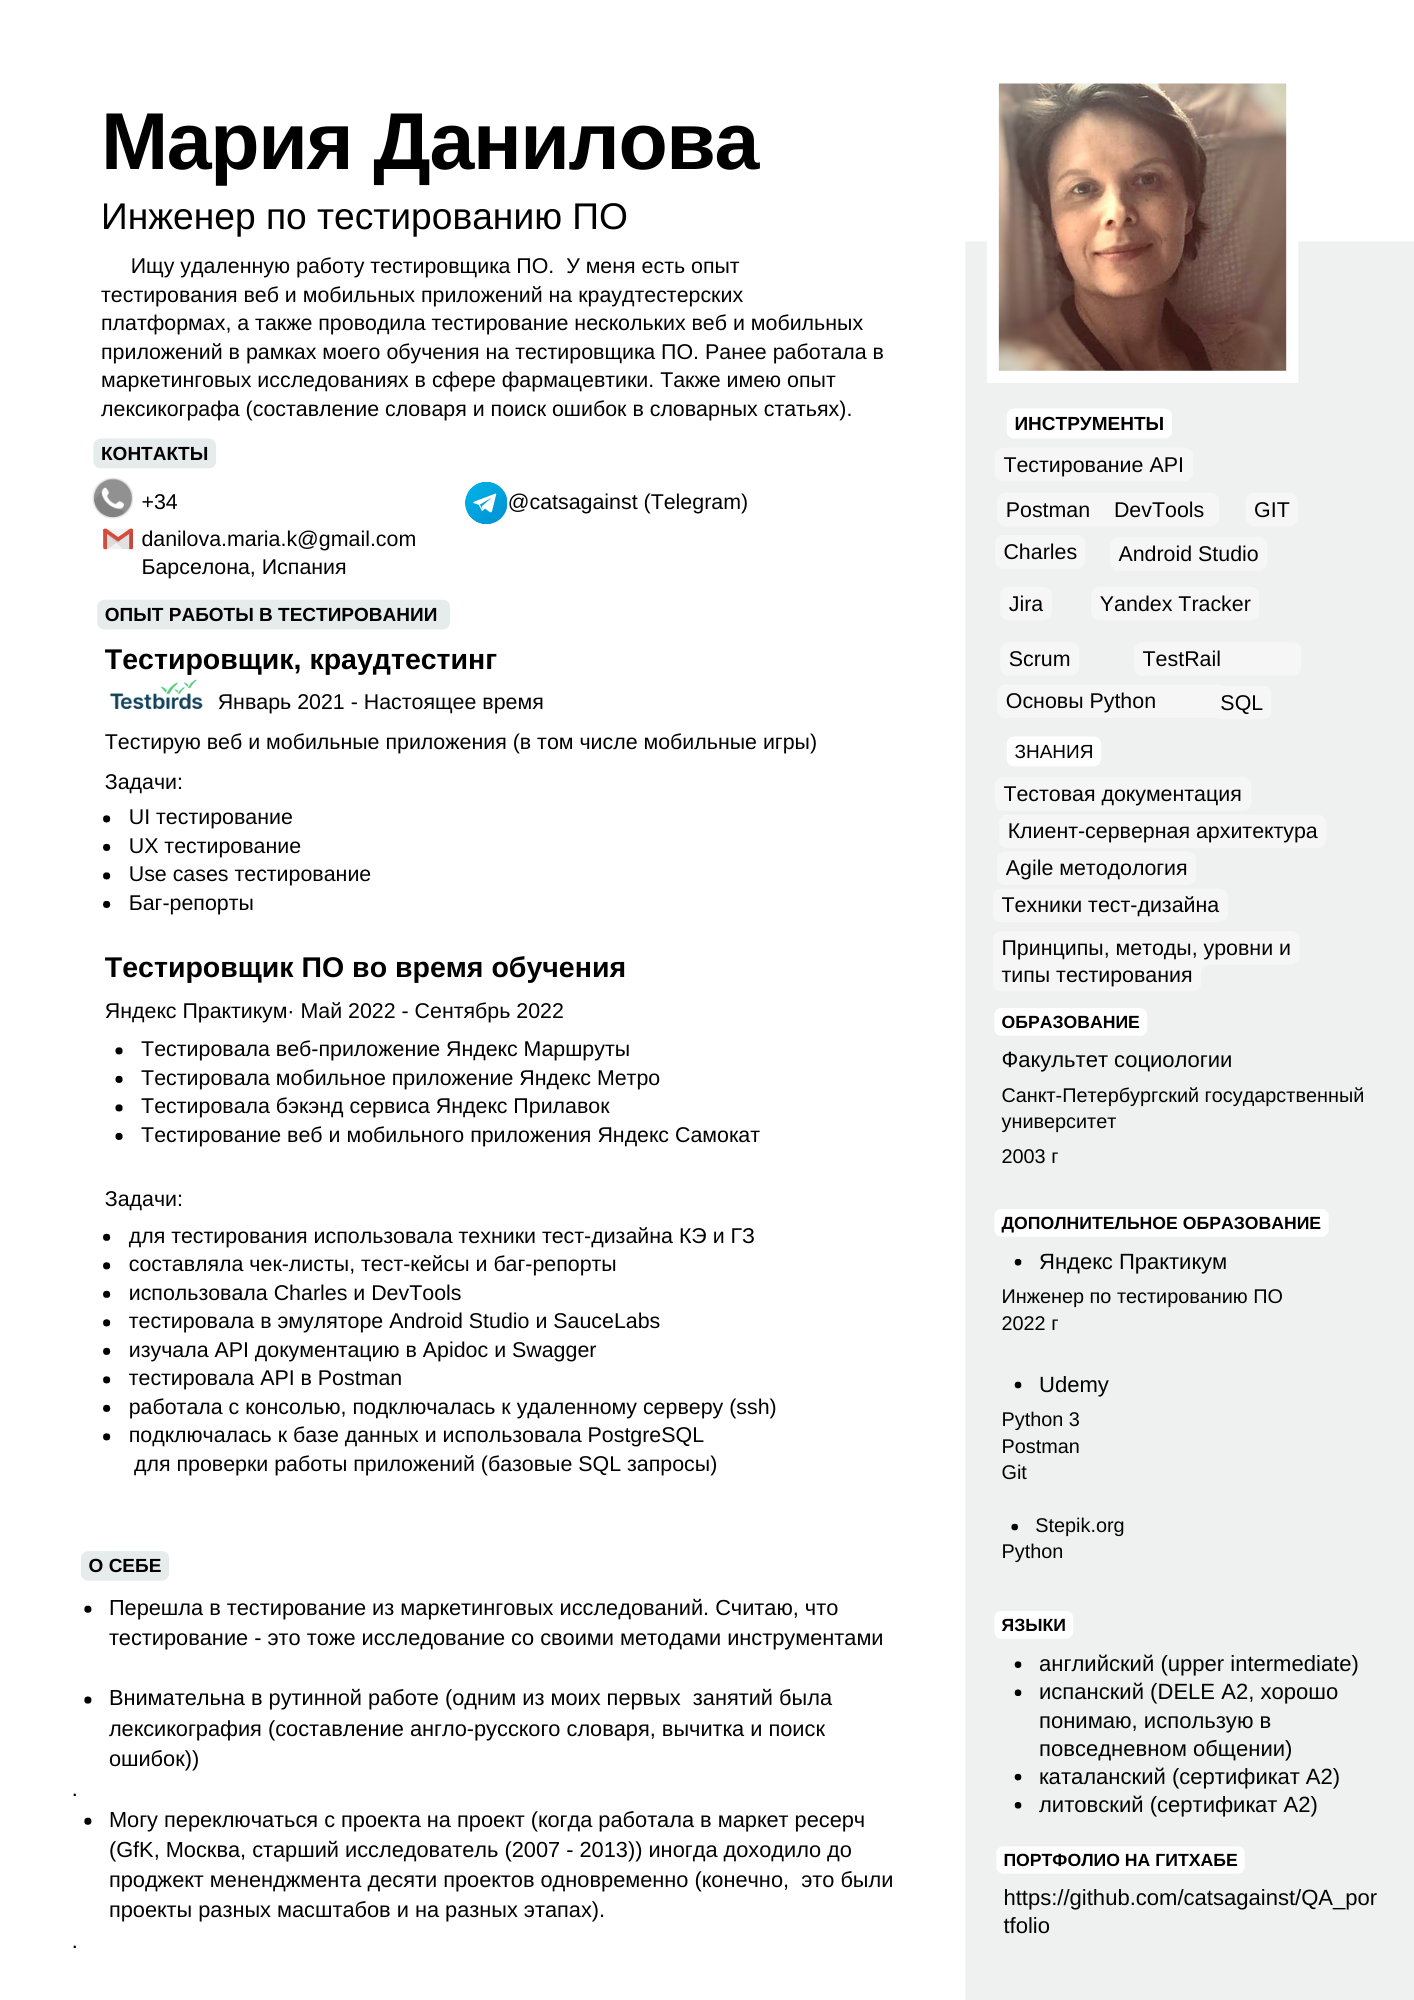 Мария Данилова
Инженер по тестированию ПО
Ищу удаленную работу тестировщика ПО. У меня есть опыт
тестирования веб и мобильных приложений на краудтестерских
платформах, а также проводила тестирование нескольких веб и мобильных
приложений в рамках моего обучения на тестировщика ПО. Ранее работала в
маркетинговых исследованиях в сфере фармацевтики. Также имею опыт
лексикографа (составление словаря и поиск ошибок в словарных статьях).
КОНТАКТЫ
+34
@catsagainst (Telegram)
danilova.maria.k@gmail.com
Барселона, Испания
ОПЫТ РАБОТЫ В ТЕСТИРОВАНИИ
Тестировщик, краудтестинг
Testbirds Январь 2021 - Настоящее время
Тестирую веб и мобильные приложения (в том числе мобильные игры)
Задачи:
• UI тестирование
• UX тестирование
• Use cases тестирование
• Баг-репорты
Тестировщик ПО во время обучения
Яндекс Практикум· Май 2022 - Сентябрь 2022
• Тестировала веб-приложение Яндекс Маршруты
• Тестировала мобильное приложение Яндекс Метро
• Тестировала бэкэнд сервиса Яндекс Прилавок
• Тестирование веб и мобильного приложения Яндекс Самокат
Задачи:
• для тестирования использовала техники тест-дизайна КЭ и ГЗ
• составляла чек-листы, тест-кейсы и баг-репорты
• использовала Charles и DevTools
• тестировала в эмуляторе Android Studio и SauceLabs
• изучала API документацию в Apidoc и Swagger
• тестировала API в Postman
• работала с консолью, подключалась к удаленному серверу (ssh)
• подключалась к базе данных и использовала PostgreSQL
для проверки работы приложений (базовые SQL запросы)
О СЕБЕ
• Перешла в тестирование из маркетинговых исследований. Считаю, что
тестирование - это тоже исследование со своими методами инструментами
• Внимательна в рутинной работе (одним из моих первых занятий была
лексикография (составление англо-русского словаря, вычитка и поиск
ошибок))
.
• Могу переключаться с проекта на проект (когда работала в маркет ресерч
(GfK, Москва, старший исследователь (2007 - 2013)) иногда доходило до
проджект мененджмента десяти проектов одновременно (конечно, это были
проекты разных масштабов и на разных этапах).
.
ИНСТРУМЕНТЫ
Тестирование API
Postman DevTools GIT
Charles Android Studio
Jira Yandex Tracker
Scrum TestRail
Основы Python SQL
ЗНАНИЯ
Тестовая документация
Клиент-серверная архитектура
Agile методология
Техники тест-дизайна
Принципы, методы, уровни и
типы тестирования
ОБРАЗОВАНИЕ
Факультет социологии
Санкт-Петербургский государственный
университет
2003 г
ДОПОЛНИТЕЛЬНОЕ ОБРАЗОВАНИЕ
• Яндекс Практикум
Инженер по тестированию ПО
2022 г
• Udemy
Python 3
Postman
Git
• Stepik.org
Python
ЯЗЫКИ
• английский (upper intermediate)
• испанский (DELE A2, хорошо
понимаю, использую в
повседневном общении)
• каталанский (сертификат А2)
• литовский (сертификат А2)
ПОРТФОЛИО НА ГИТХАБЕ
https://github.com/catsagainst/QA_por
tfolio